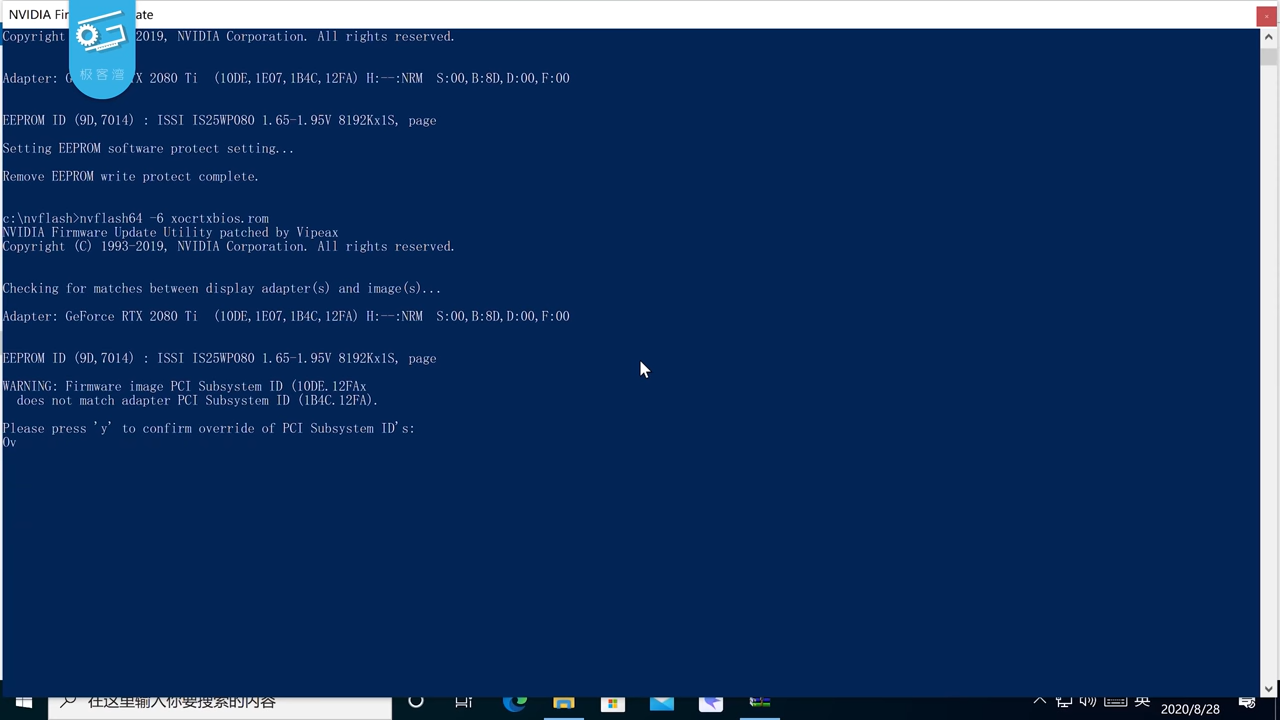 NVIDIA Fi date
极客湾
Copyright 2019, NVIDIA Corporation. All rights reserved.
Adapter: G X 2080 Ti (10DE,1E07,1B4C,12FA) H:--:NRM S:00,B:8D,D:00,F:00
EEPROM ID (9D,7014) : ISSI IS25WP080 1.65-1.95V 8192Kx1S, page
Setting EEPROM software protect setting...
Remove EEPROM write protect complete.
c:\nvflash>nvflash64 -6 xocrtxbios.rom
NVIDIA Firmware Update Utility patched by Vipeax
Copyright (C) 1993-2019, NVIDIA Corporation. All rights reserved.
Checking for matches between display adapter(s) and image(s)...
Adapter: GeForce RTX 2080 Ti (10DE,1E07,1B4C,12FA) H:--:NRM S:00,B:8D,D:00,F:00
EEPROM ID (9D,7014) : ISSI IS25WP080 1.65-1.95V 8192Kx1S, page
WARNING: Firmware image PCI Subsystem ID (10DE.12FAx
does not match adapter PCI Subsystem ID (1B4C.12FA).
Please press 'y' to confirm override of PCI Subsystem ID's:
Ov
在这里输入你要搜索的内容
英
2020/8/28